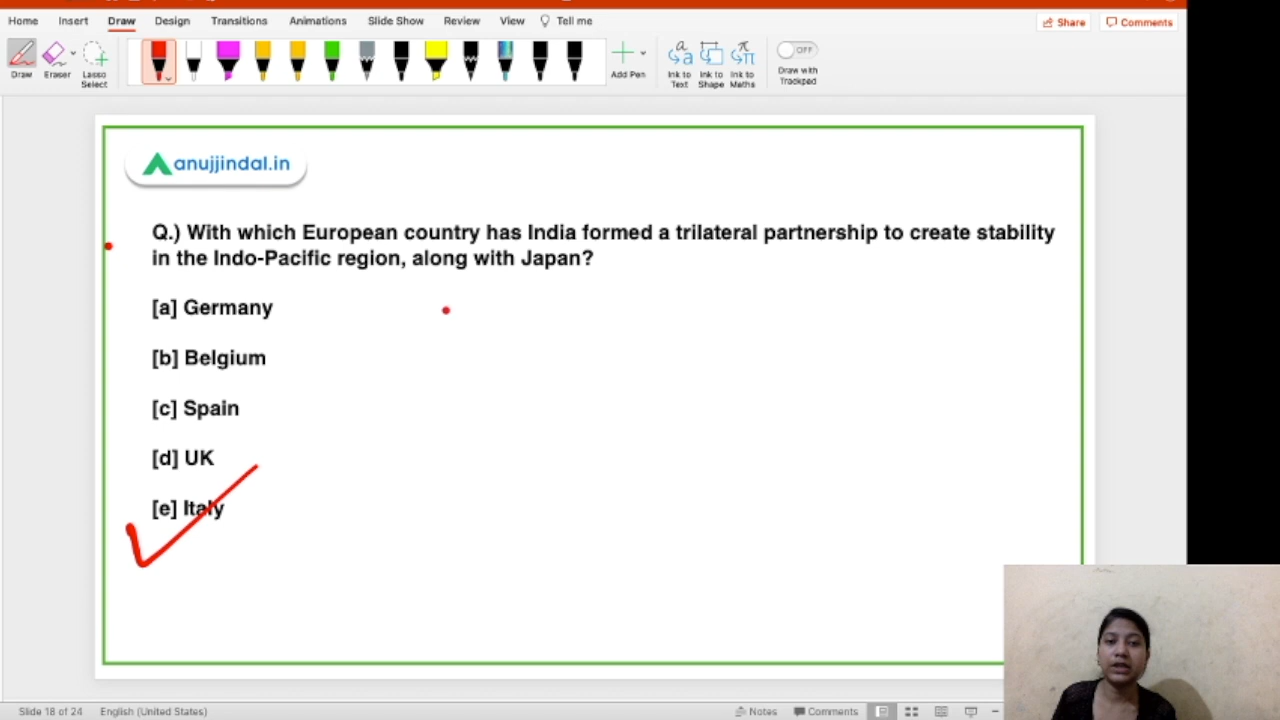 Home Insert Draw Design Transitions Animations Slide Show Review View Tell me Share Comments
Draw Eraser Lasso Select Add Pen Ink to Text Ink to Shape Ink to Maths OFF Draw with Trackpad
anujjindal.in
Q.) With which European country has India formed a trilateral partnership to create stability
in the Indo-Pacific region, along with Japan?
[a] Germany
[b] Belgium
[c] Spain
[d] UK
[e] Italy
Slide 18 of 24 English (United States) Notes Comments